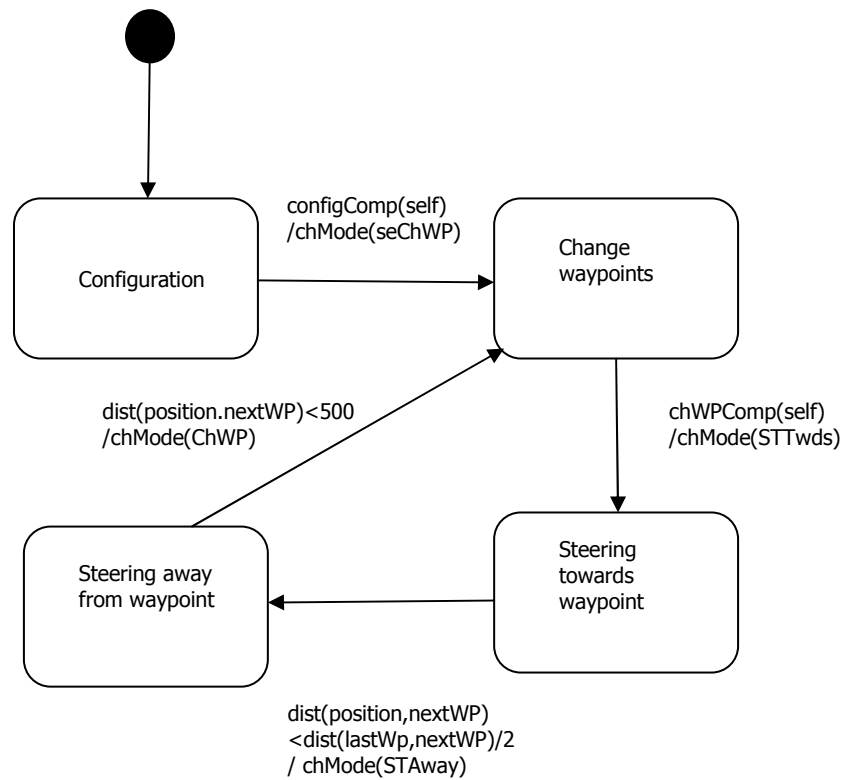 configComp(self)
/chMode(seChWP)
Configuration
Change
waypoints
dist(position.nextWP)<500
/chMode(ChWP)
chWPComp(self)
/chMode(STTwds)
Steering away
from waypoint
Steering
towards
waypoint
dist(position,nextWP)
<dist(lastWp,nextWP)/2
/ chMode(STAway)